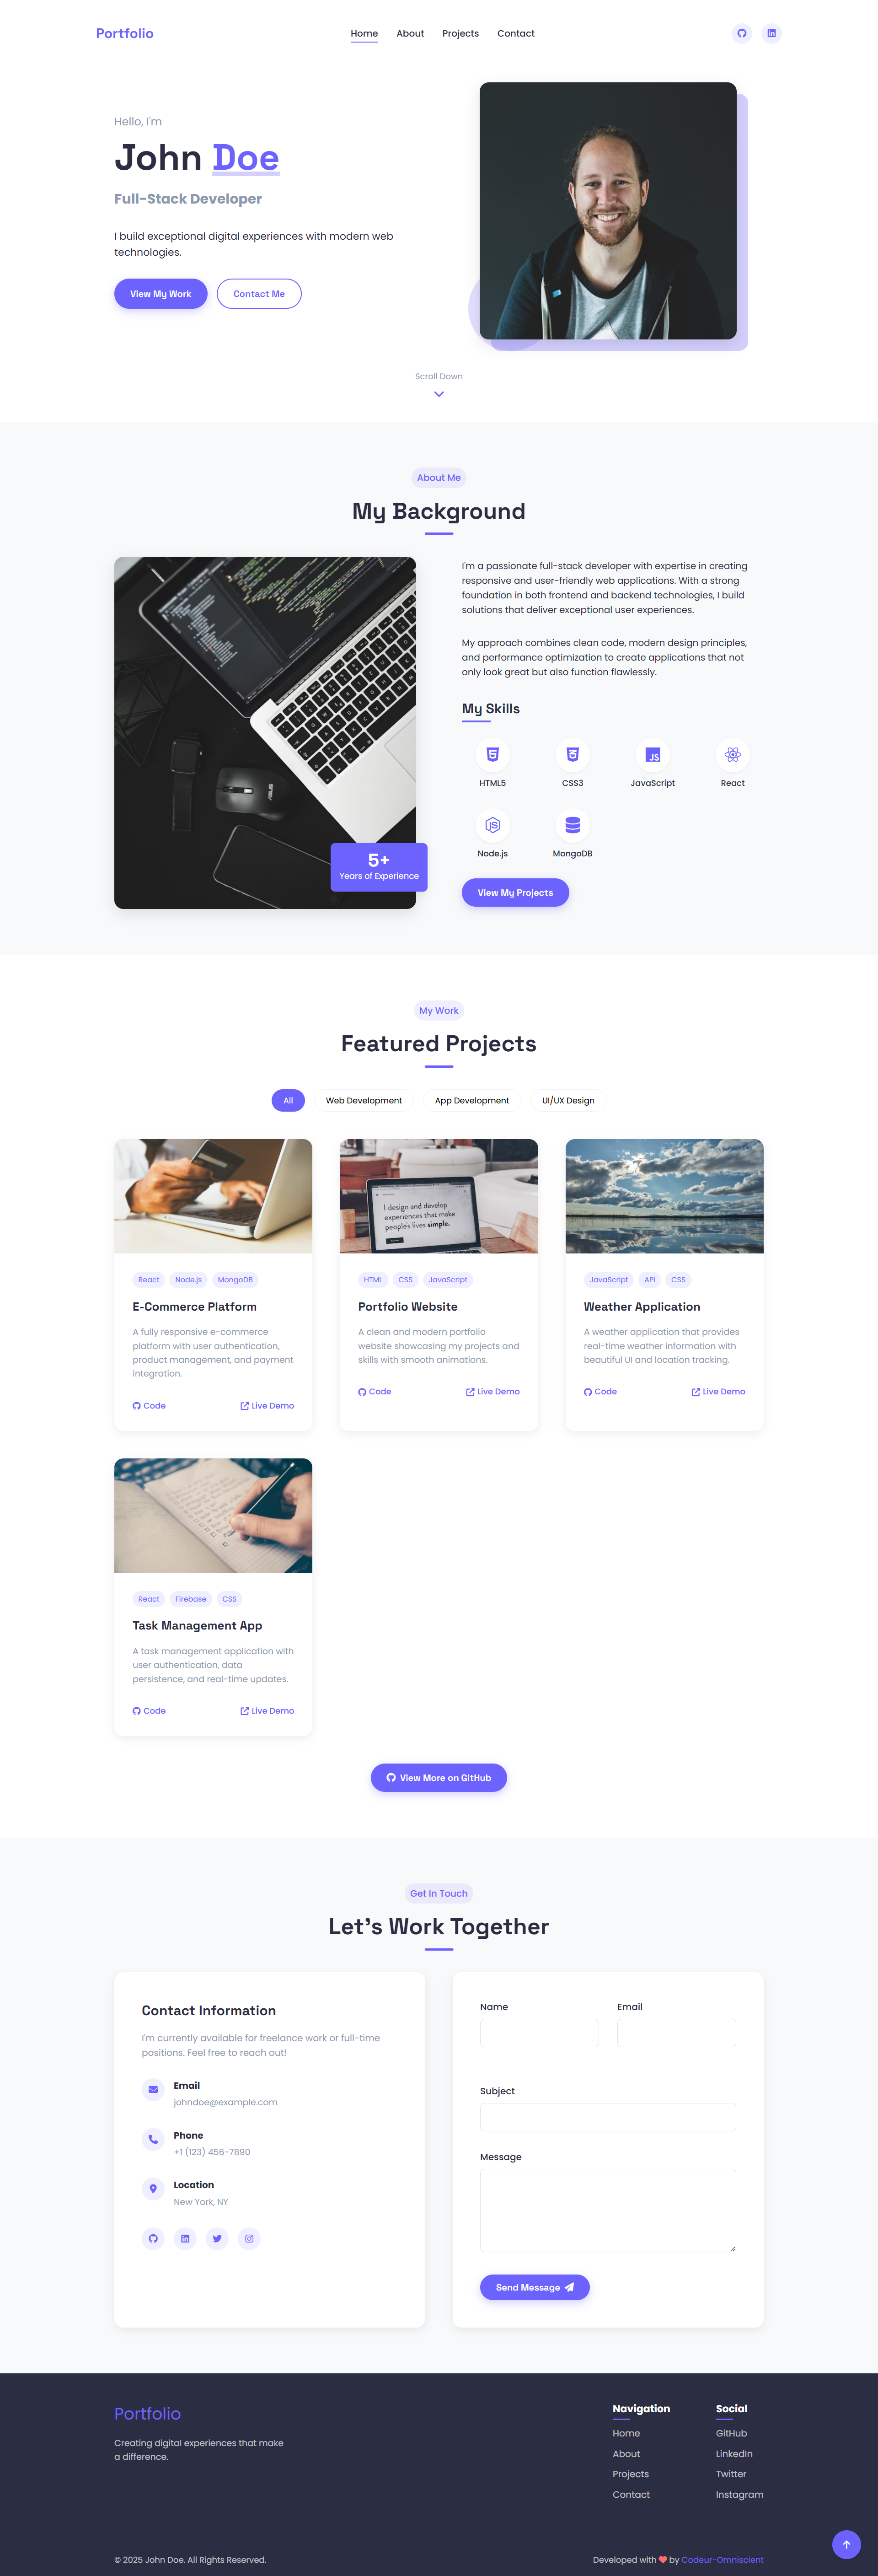 Portfolio
Home About Projects Contact
Hello, I'm
John Doe
Full-Stack Developer
I build exceptional digital experiences with modern web
technologies.
View My Work Contact Me
Scroll Down
About Me
My Background
5+
Years of Experience
I'm a passionate full-stack developer with expertise in creating
responsive and user-friendly web applications. With a strong
foundation in both frontend and backend technologies, I build
solutions that deliver exceptional user experiences.
My approach combines clean code, modern design principles,
and performance optimization to create applications that not
only look great but also function flawlessly.
My Skills
HTML5 CSS3 JavaScript React
Node.js MongoDB
View My Projects
My Work
Featured Projects
All Web Development App Development UI/UX Design
React Node.js MongoDB
E-Commerce Platform
A fully responsive e-commerce
platform with user authentication,
product management, and payment
integration.
Code Live Demo
I design and develop
experiences that make
people's lives simple.
HTML CSS JavaScript
Portfolio Website
A clean and modern portfolio
website showcasing my projects and
skills with smooth animations.
Code Live Demo
JavaScript API CSS
Weather Application
A weather application that provides
real-time weather information with
beautiful UI and location tracking.
Code Live Demo
React Firebase CSS
Task Management App
A task management application with
user authentication, data
persistence, and real-time updates.
Code Live Demo
View More on GitHub
Get In Touch
Let's Work Together
Contact Information
I'm currently available for freelance work or full-time
positions. Feel free to reach out!
Email
johndoe@example.com
Phone
+1 (123) 456-7890
Location
New York, NY
Name Email
Subject
Message
Send Message
Portfolio
Creating digital experiences that make
a difference.
Navigation
Home
About
Projects
Contact
Social
GitHub
LinkedIn
Twitter
Instagram
© 2025 John Doe. All Rights Reserved.
Developed with ❤ by Codeur-Omniscient